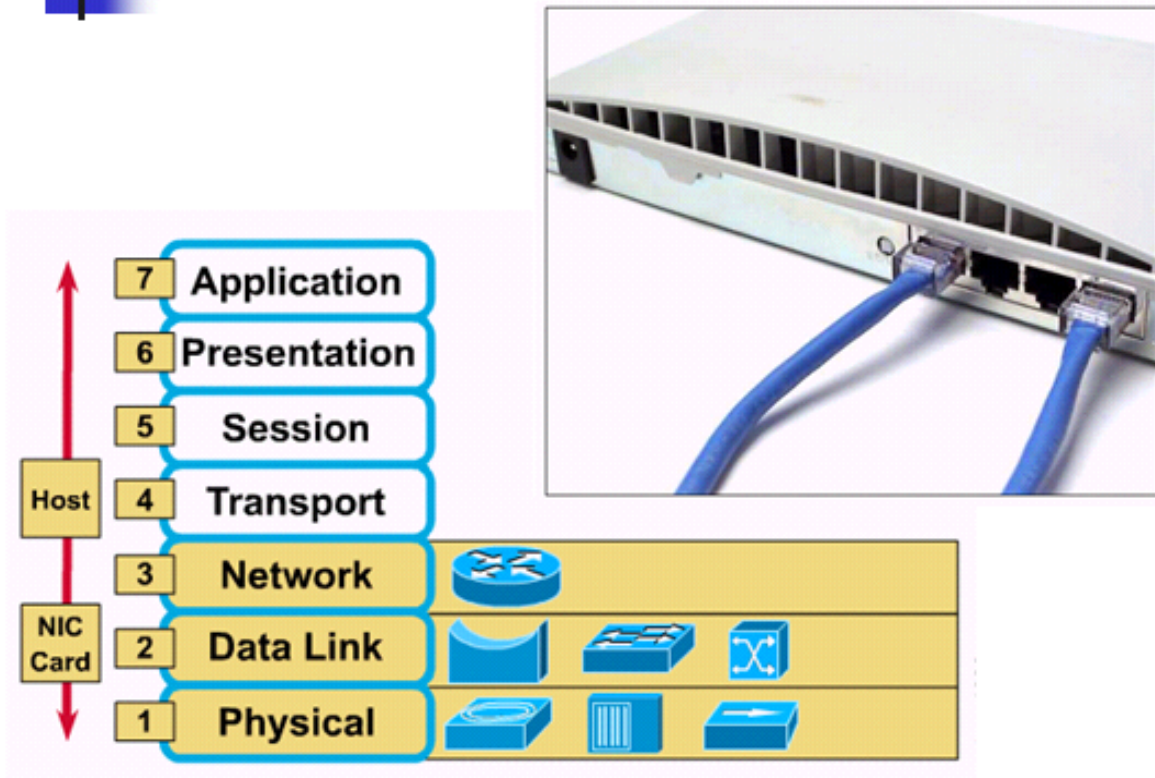 7 Application
6 Presentation
5 Session
Host 4 Transport
3 Network
NIC
Card 2 Data Link
1 Physical